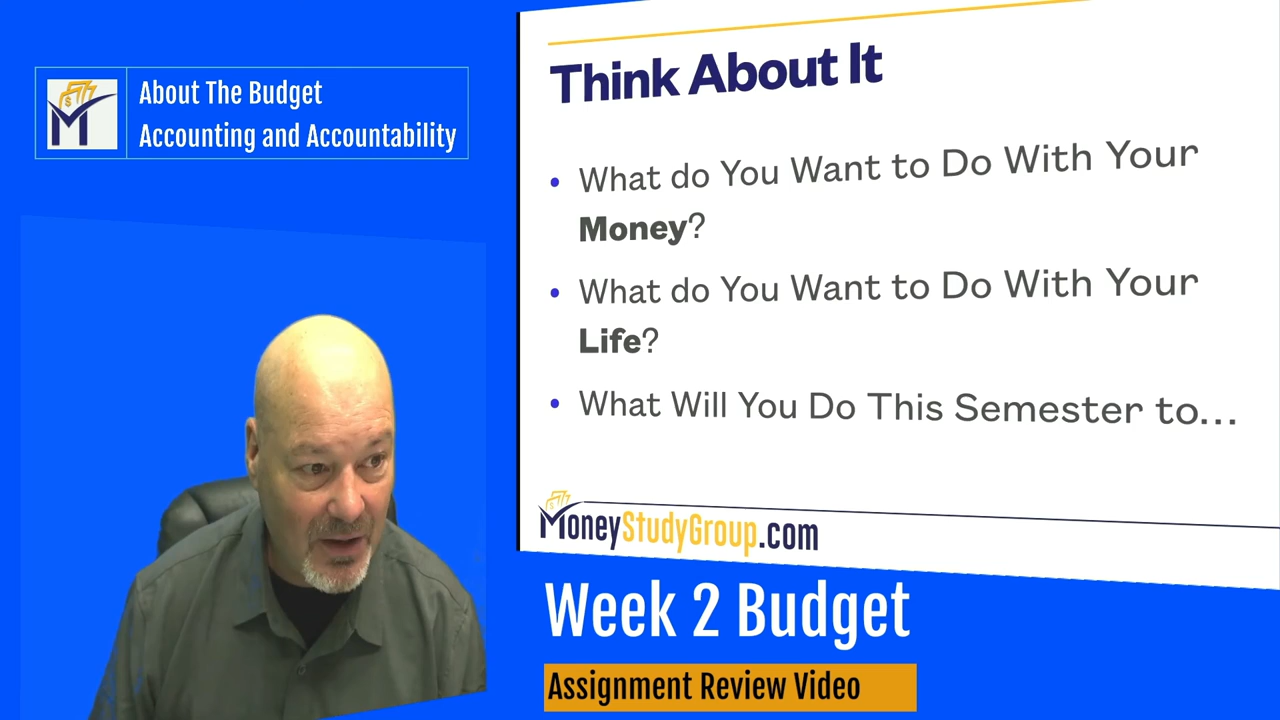 About The Budget
Accounting and Accountability
Think About It
• What do You Want to Do With Your
Money?
• What do You Want to Do With Your
Life?
• What Will You Do This Semester to...
MoneyStudyGroup.com
Week 2 Budget
Assignment Review Video